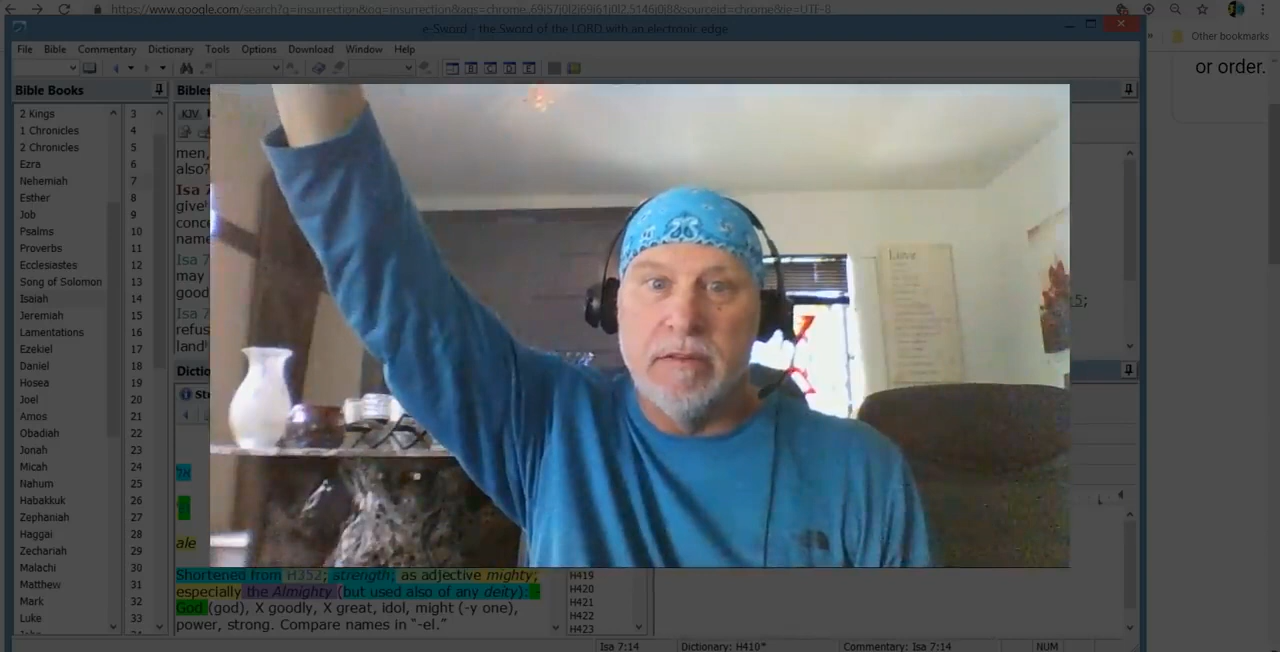 https://www.google.com/search?q=insurrection&oq=insurrection&aqs=chrome..69i57j0l2j69i61j0l2.5146j0j8&sourceid=chrome&ie=UTF-8
e-Sword - the Sword of the LORD with an electronic edge
Other bookmarks
File Bible Commentary Dictionary Tools Options Download Window Help
or order.
Bible Books
Bibles
KJV
2 Kings 3
1 Chronicles 4
2 Chronicles 5
Ezra 6
Nehemiah 7
Esther 8
Job 9
Psalms 10
Proverbs 11
Ecclesiastes 12
Song of Solomon 13
Isaiah 14
Jeremiah 15
Lamentations 16
Ezekiel 17
Daniel 18
Hosea 19
Joel 20
Amos 21
Obadiah 22
Jonah 23
Micah 24
Nahum 25
Habakkuk 26
Zephaniah 27
Haggai 28
Zechariah 29
Malachi 30
Matthew 31
Mark 32
Luke 33
men,
also?
Isa 7
give
conce
name
Isa 7
may
good
Isa 7
refus
land
15;
Dict
Str
ale
Shortened from H352; strength; as adjective mighty;
especially the Almighty (but used also of any deity): -
God (god), X goodly, X great, idol, might (-y one),
power, strong. Compare names in "-el."
H419
H420
H421
H422
H423
Isa 7:14 Dictionary: H410* Commentary: Isa 7:14 NUM